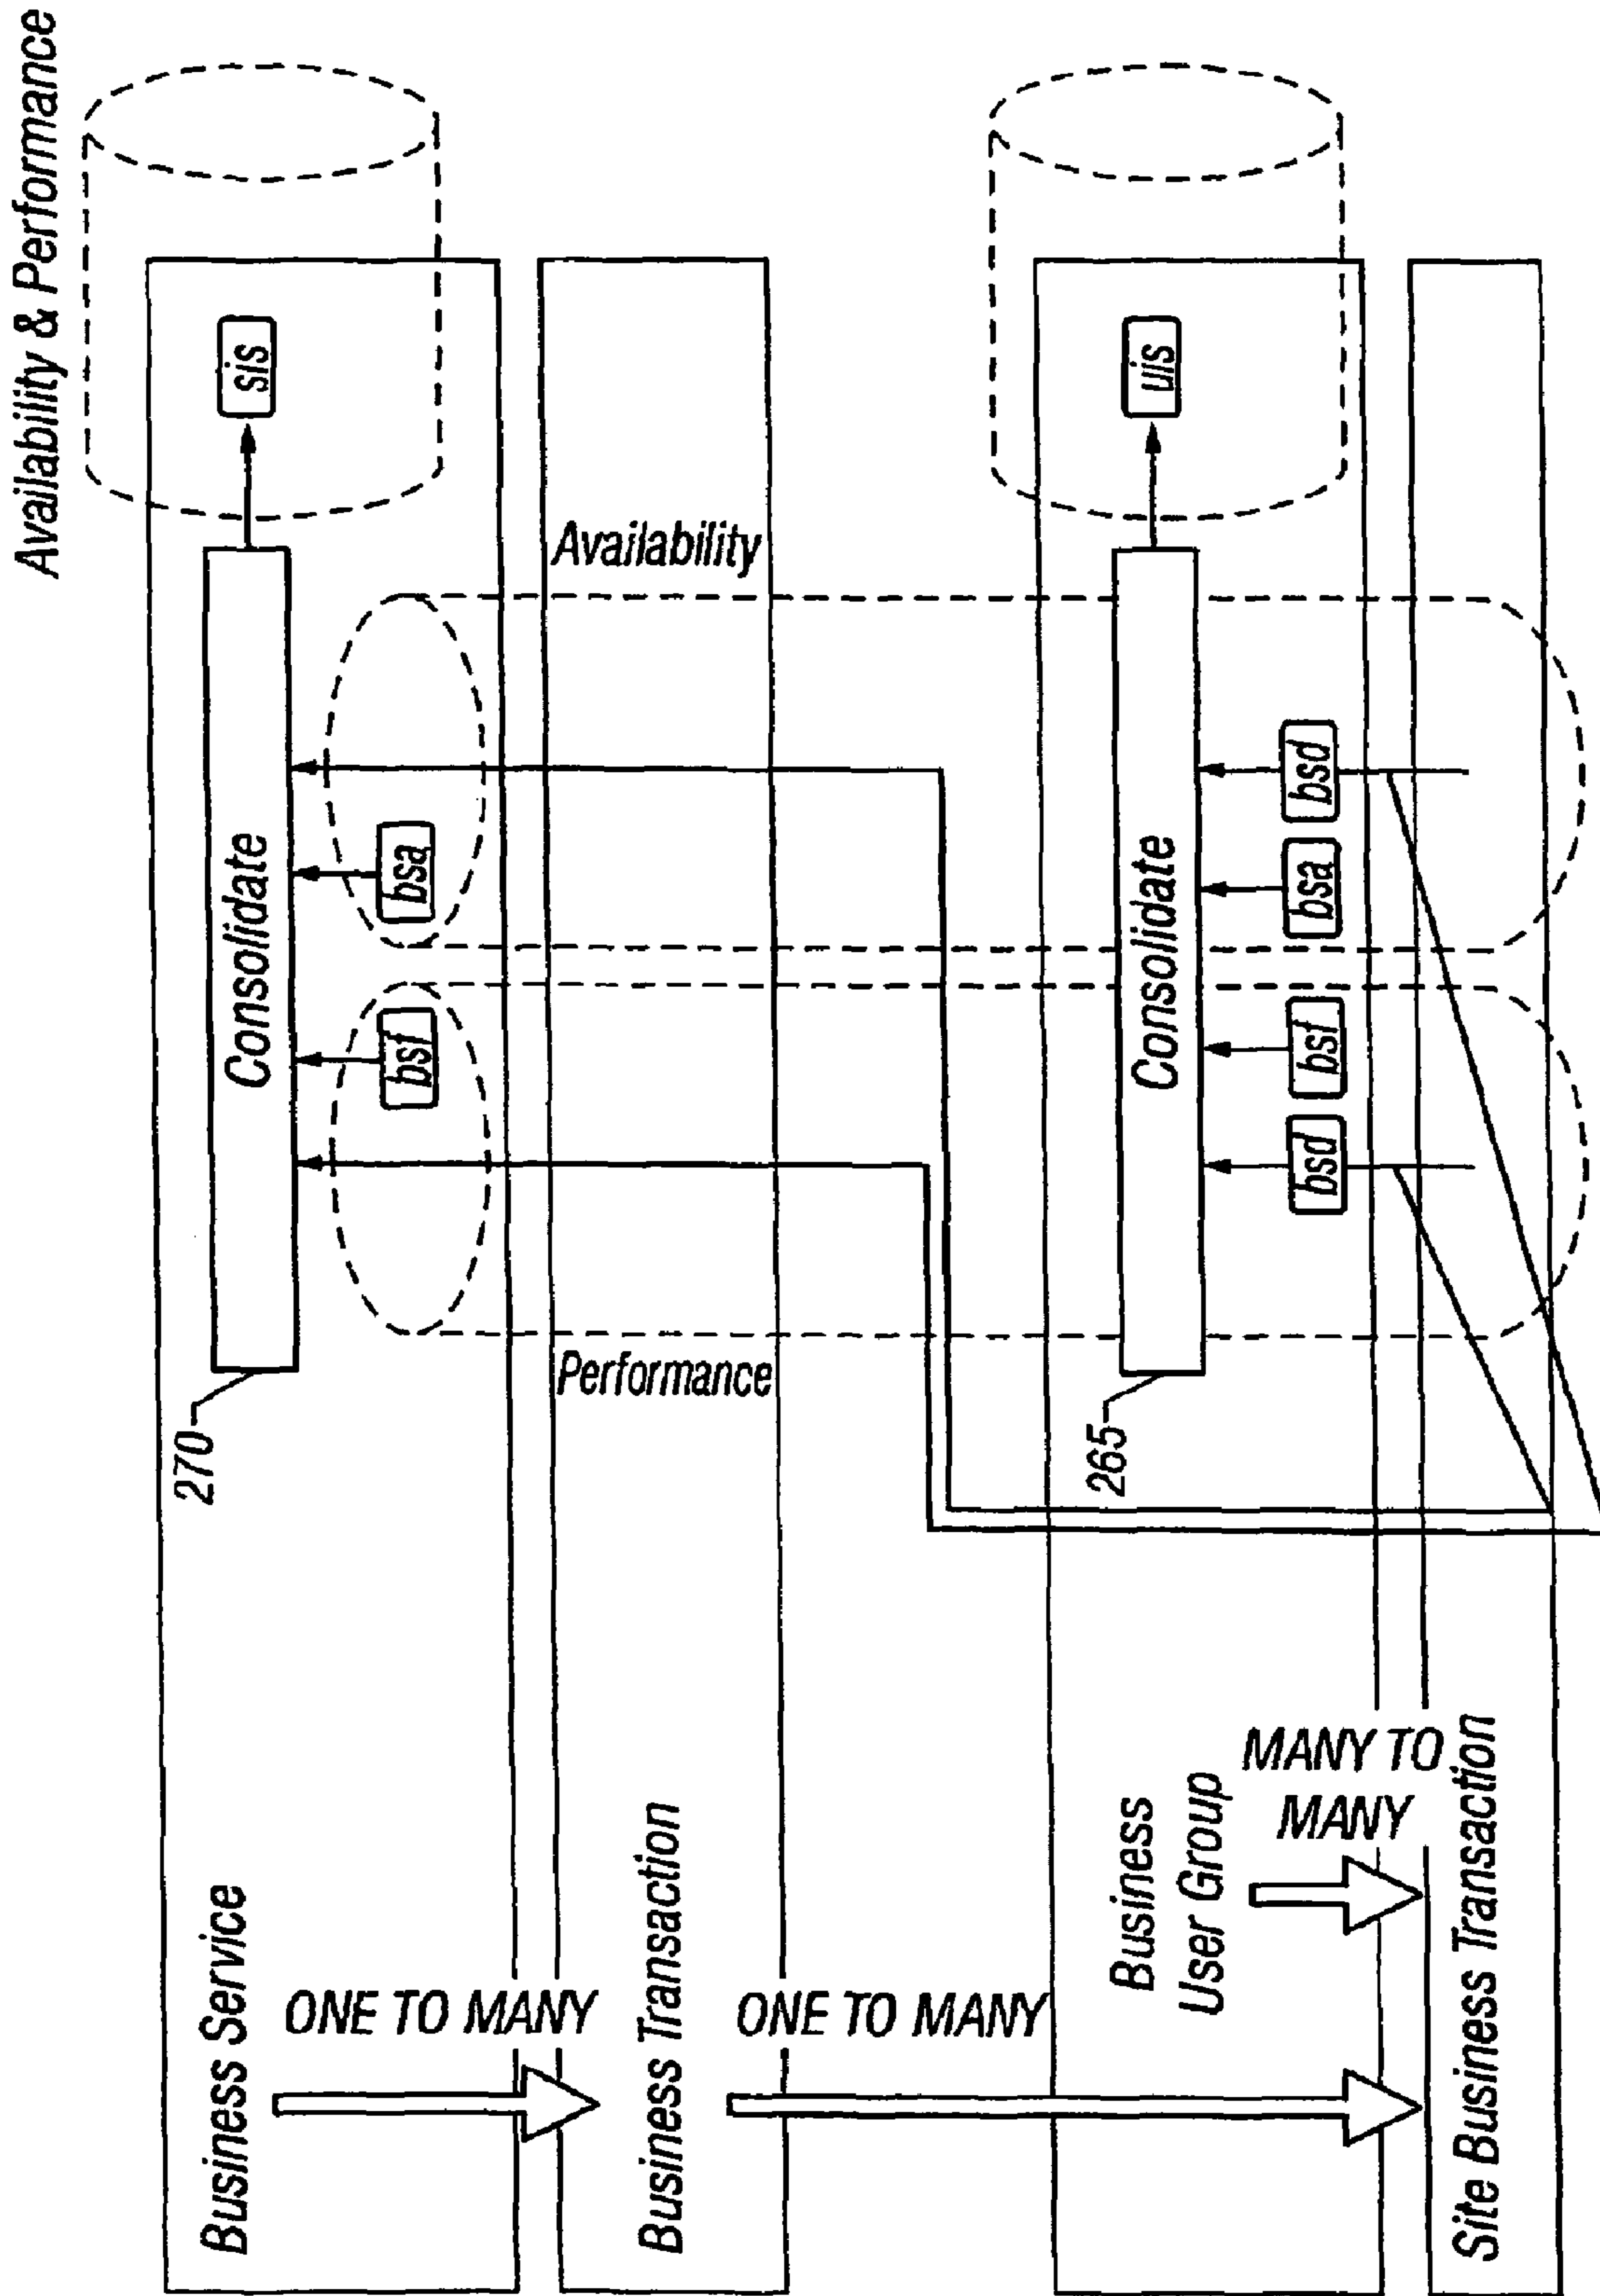 Availability & Performance
Business Service
270
Consolidate
sis
bsf
bsa
ONE TO MANY
Business Transaction
Performance
Availability
ONE TO MANY
Business
User Group
265
Consolidate
uis
bsd
bsf
bsa
bsd
MANY TO
MANY
Site Business Transaction